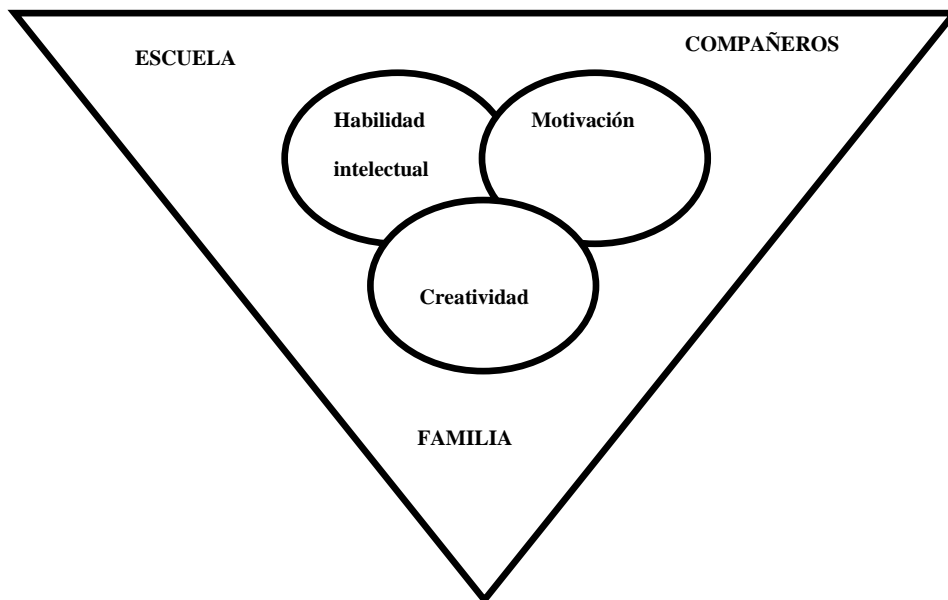 ESCUELA
COMPAÑEROS
Habilidad
intelectual
Motivación
Creatividad
FAMILIA